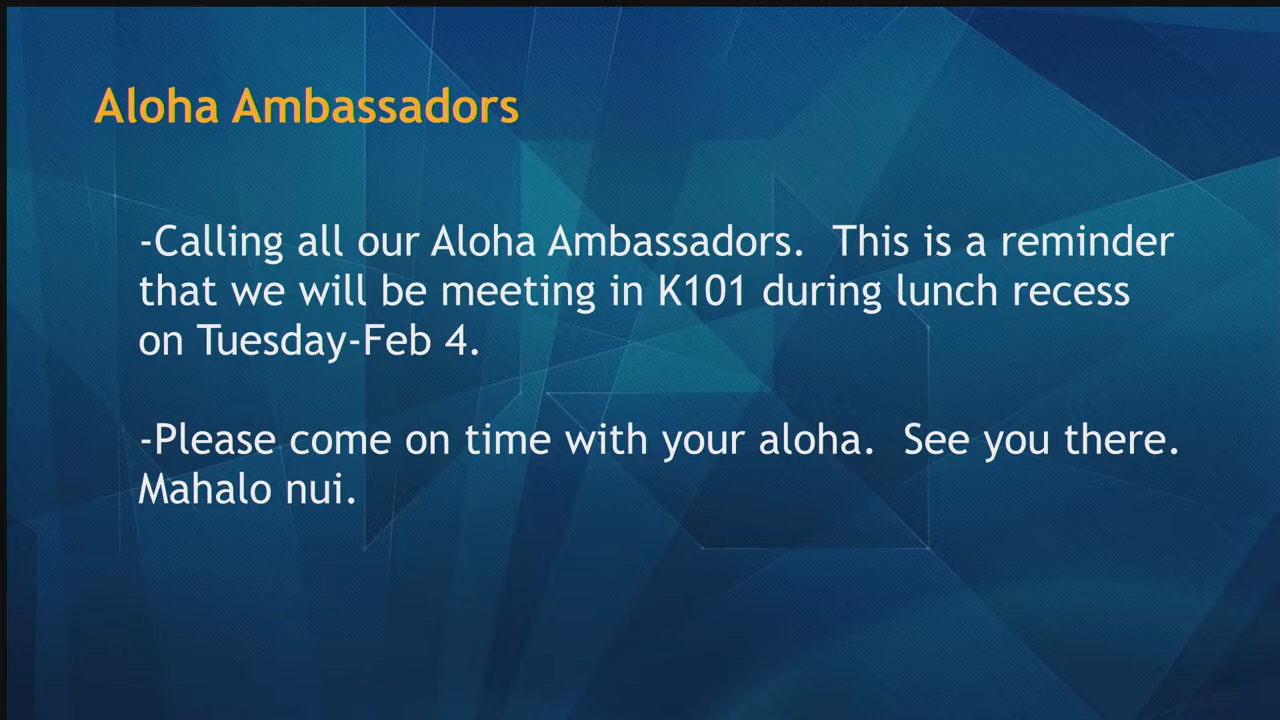 Aloha Ambassadors
-Calling all our Aloha Ambassadors.  This is a reminder
that we will be meeting in K101 during lunch recess
on Tuesday-Feb 4.
-Please come on time with your aloha.  See you there.
Mahalo nui.